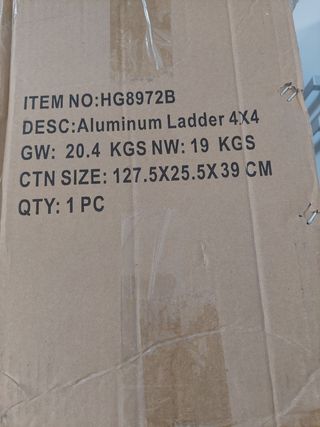 ITEM NO:HG8972B
DESC:Aluminum Ladder 4X4
GW: 20.4 KGS NW: 19 KGS
CTN SIZE: 127.5X25.5X39 CM
QTY: 1 PC